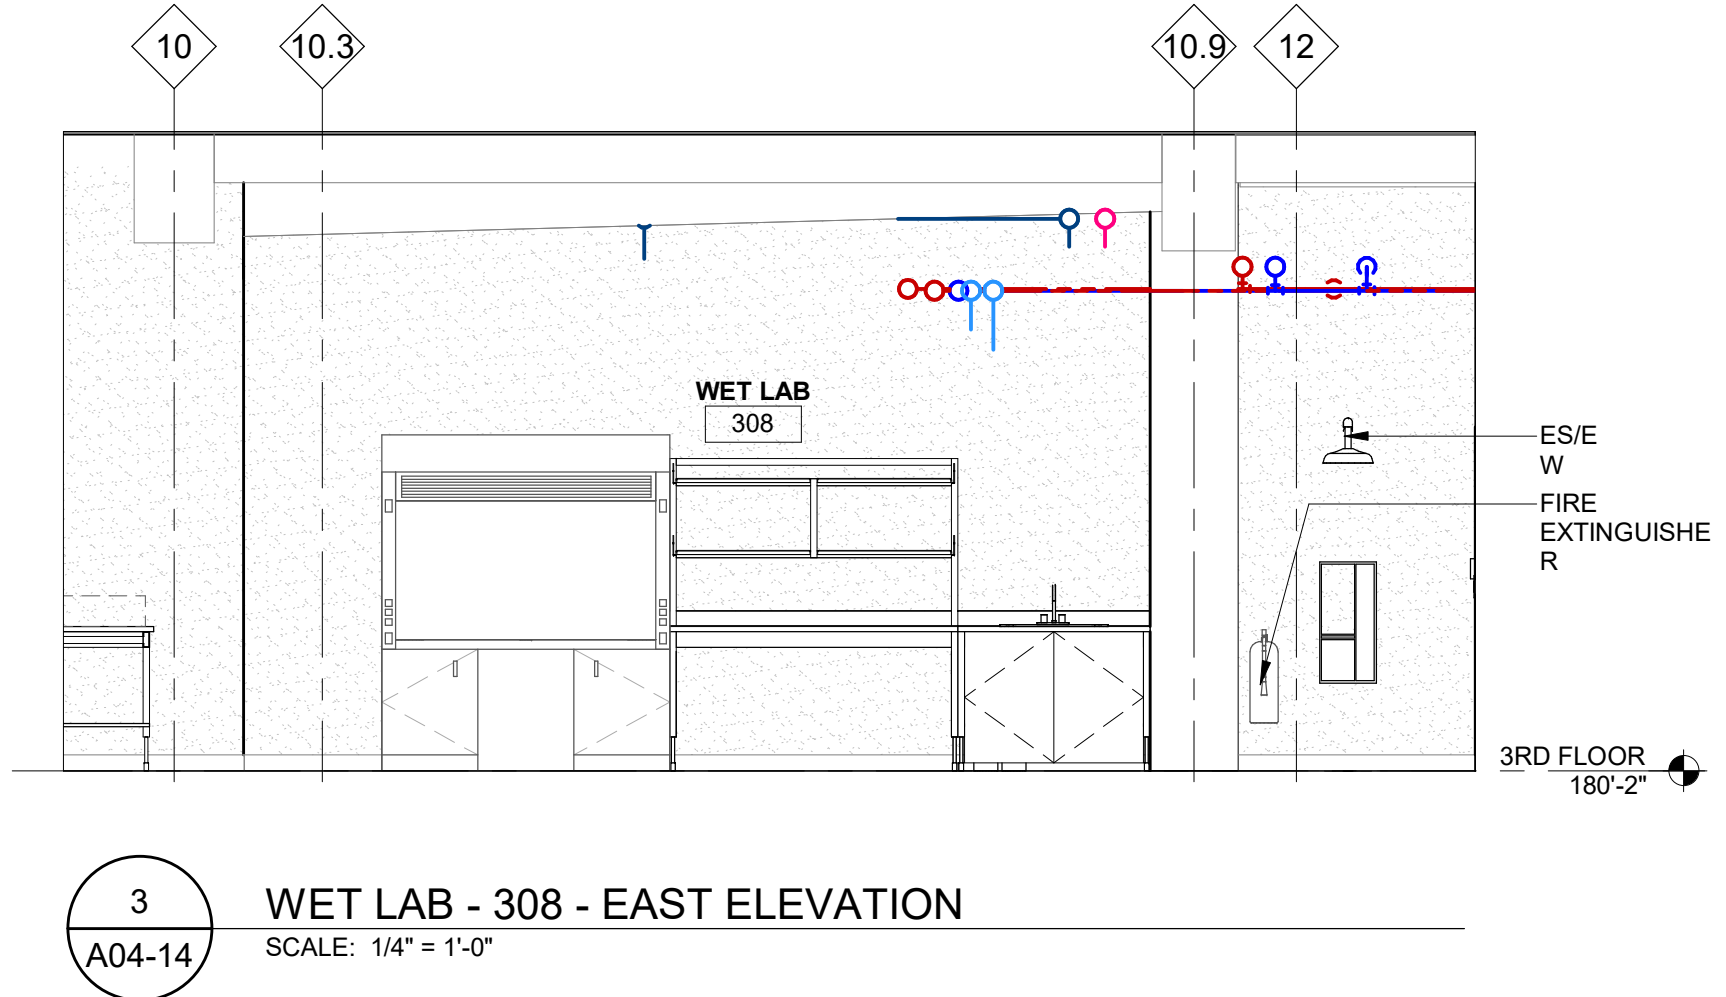 10
10.3
10.9
12
WET LAB
308
ES/E
W
FIRE
EXTINGUISHE
R
3RD FLOOR
180'-2"
3
A04-14
WET LAB - 308 - EAST ELEVATION
SCALE: 1/4" = 1'-0"